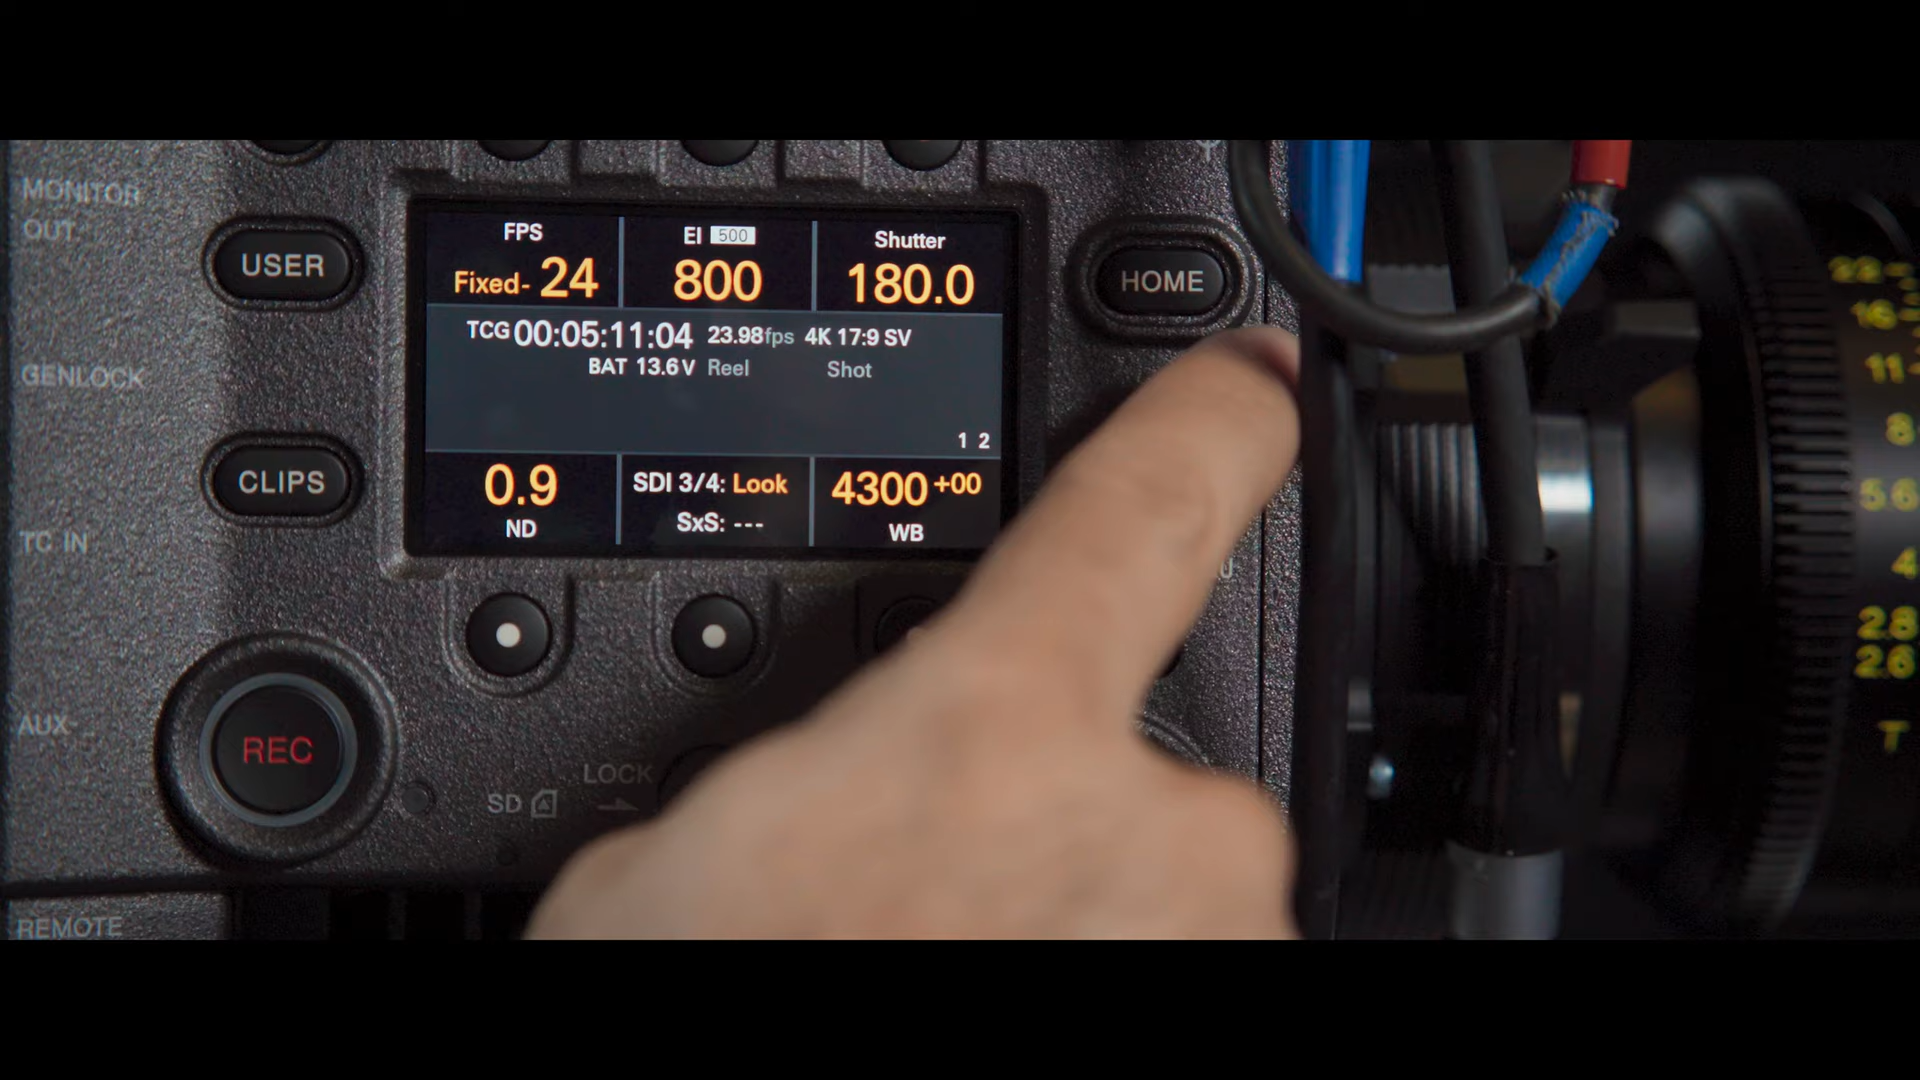 MONITOR
OUT
USER
GENLOCK
CLIPS
TC IN
AUX
REC
REMOTE
FPS
Fixed- 24
EI 500
800
Shutter
180.0
TCG 00:05:11:04 23.98fps 4K 17:9 SV
BAT 13.6V Reel Shot
1 2
0.9
ND
SDI 3/4: Look
SxS: ---
4300+00
WB
HOME
LOCK
SD
22
16
11
8
5.6
4
2.8
2.6
T